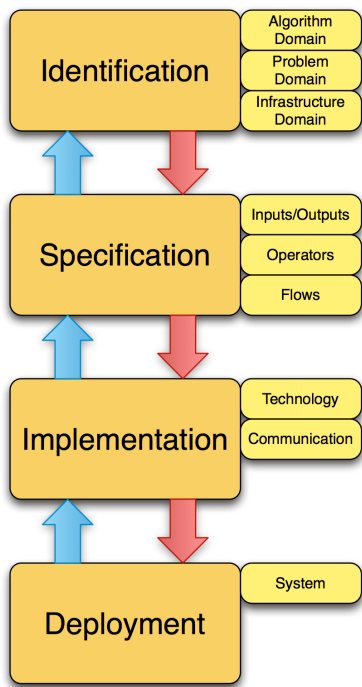 Identification
Algorithm
Domain
Problem
Domain
Infrastructure
Domain
Specification
Inputs/Outputs
Operators
Flows
Implementation
Technology
Communication
Deployment
System